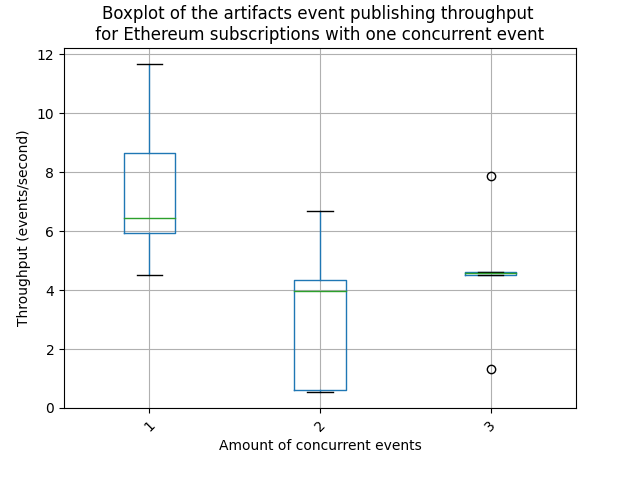 Boxplot of the artifacts event publishing throughput
for Ethereum subscriptions with one concurrent event
Throughput (events/second)
12
10
8
6
4
2
0
1
2
3
Amount of concurrent events